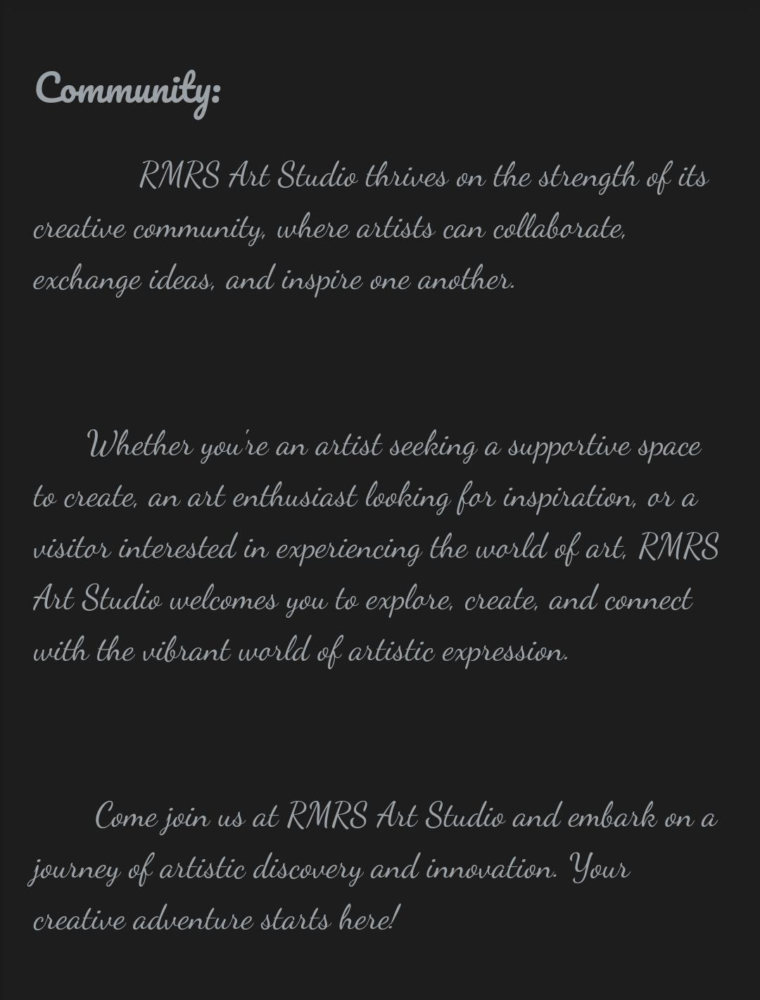 Community:
RMRS Art Studio thrives on the strength of its
creative community, where artists can collaborate,
exchange ideas, and inspire one another.
Whether you're an artist seeking a supportive space
to create, an art enthusiast looking for inspiration, or a
visitor interested in experiencing the world of art, RMRS
Art Studio welcomes you to explore, create, and connect
with the vibrant world of artistic expression.
Come join us at RMRS Art Studio and embark on a
journey of artistic discovery and innovation. Your
creative adventure starts here!